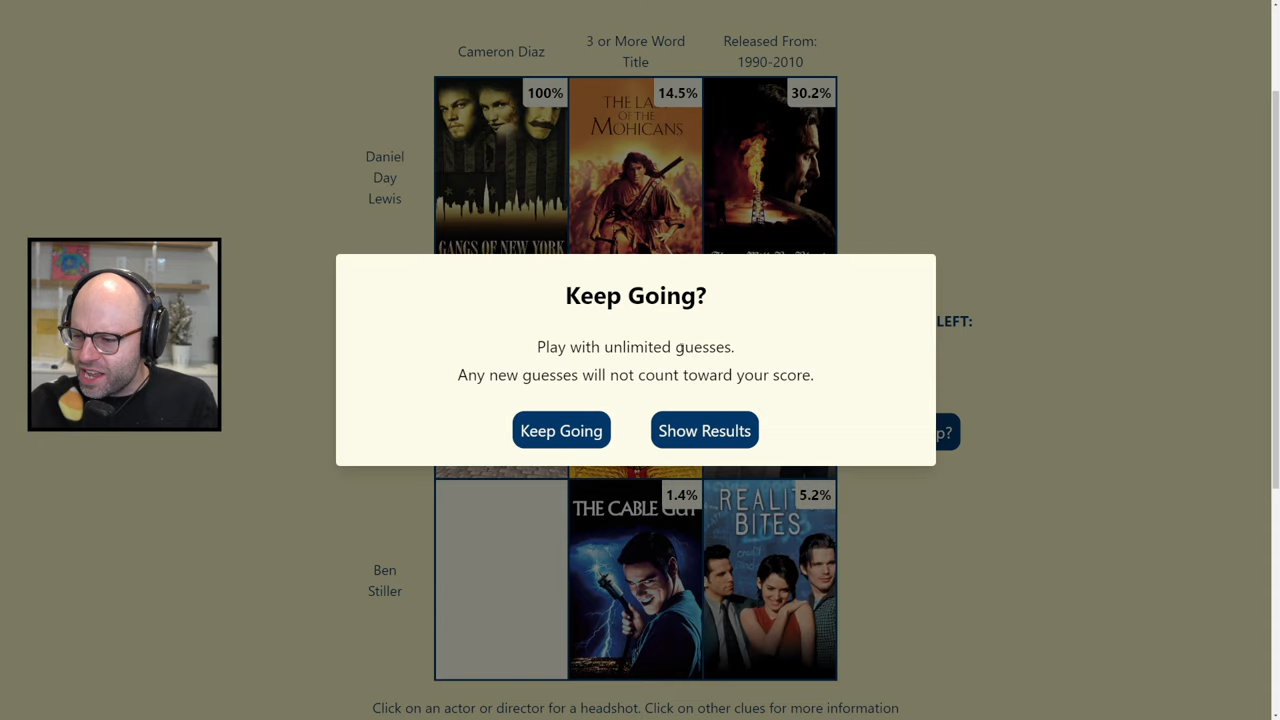 Cameron Diaz
3 or More Word
Title
Released From:
1990-2010
100%
14.5%
30.2%
THE LA
OF THE
MOHICANS
Daniel
Day
Lewis
GANGS OF NEW YORK
Keep Going?
Play with unlimited guesses.
Any new guesses will not count toward your score.
Keep Going
Show Results
LEFT:
p?
1.4%
5.2%
THE CABLE GUY
REALI
BITES
Ben
Stiller
Click on an actor or director for a headshot. Click on other clues for more information